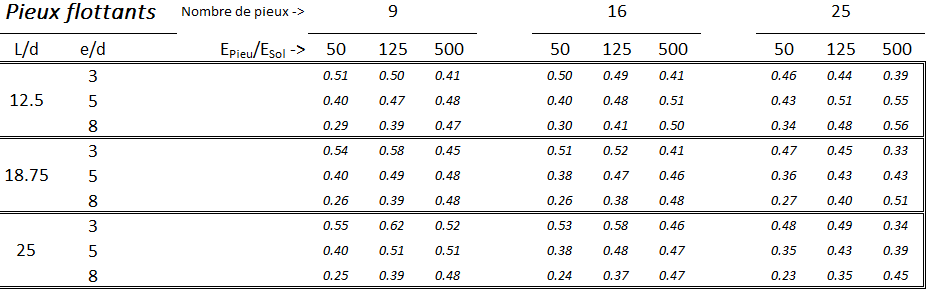 Pieux flottants Nombre de pieux -> 9 16 25
L/d e/d EPieu/ESol -> 50 125 500 50 125 500 50 125 500
3 0.51 0.50 0.41 0.50 0.49 0.41 0.46 0.44 0.39
12.5 5 0.40 0.47 0.48 0.40 0.48 0.51 0.43 0.51 0.55
8 0.29 0.39 0.47 0.30 0.41 0.50 0.34 0.48 0.56
3 0.54 0.58 0.45 0.51 0.52 0.41 0.47 0.45 0.33
18.75 5 0.40 0.49 0.48 0.38 0.47 0.46 0.36 0.43 0.43
8 0.26 0.39 0.48 0.26 0.38 0.48 0.27 0.40 0.51
3 0.55 0.62 0.52 0.53 0.58 0.46 0.48 0.49 0.34
25 5 0.40 0.51 0.51 0.38 0.48 0.47 0.35 0.43 0.39
8 0.25 0.39 0.48 0.24 0.37 0.47 0.23 0.35 0.45